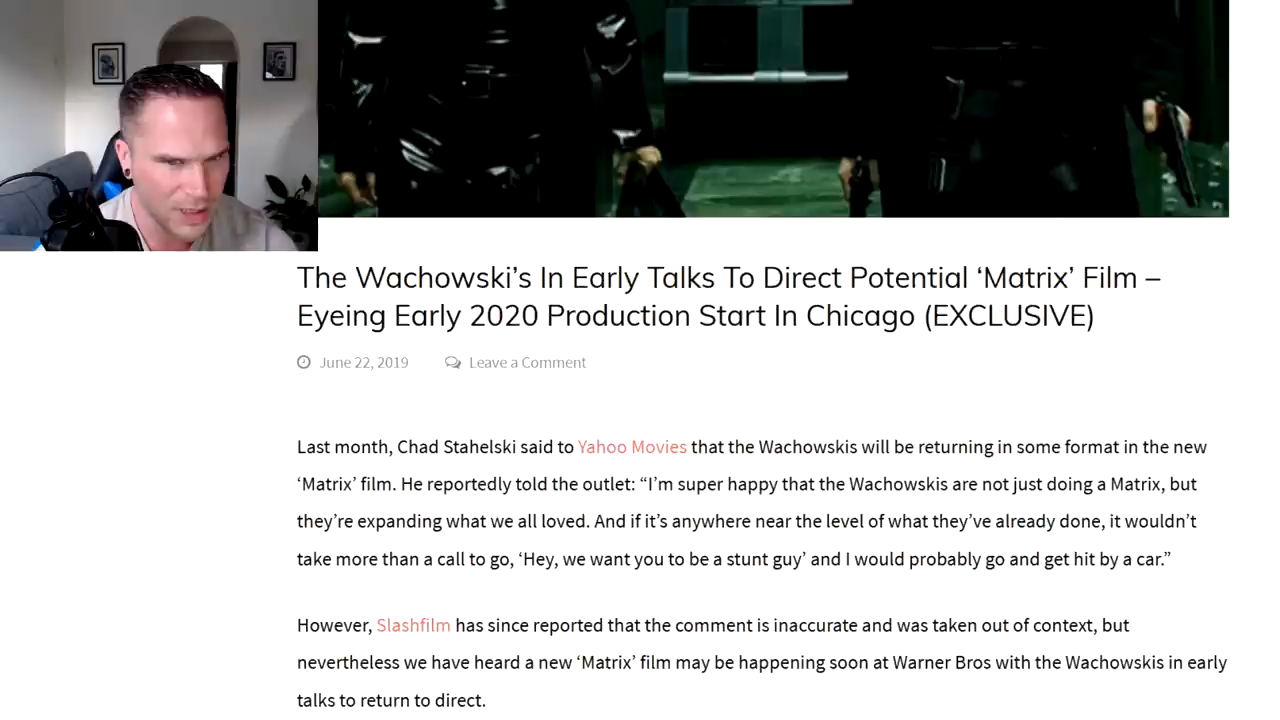 The Wachowski’s In Early Talks To Direct Potential ‘Matrix’ Film –
Eyeing Early 2020 Production Start In Chicago (EXCLUSIVE)
June 22, 2019 Leave a Comment
Last month, Chad Stahelski said to Yahoo Movies that the Wachowskis will be returning in some format in the new
‘Matrix’ film. He reportedly told the outlet: “I’m super happy that the Wachowskis are not just doing a Matrix, but
they’re expanding what we all loved. And if it’s anywhere near the level of what they’ve already done, it wouldn’t
take more than a call to go, ‘Hey, we want you to be a stunt guy’ and I would probably go and get hit by a car.”
However, Slashfilm has since reported that the comment is inaccurate and was taken out of context, but
nevertheless we have heard a new ‘Matrix’ film may be happening soon at Warner Bros with the Wachowskis in early
talks to return to direct.